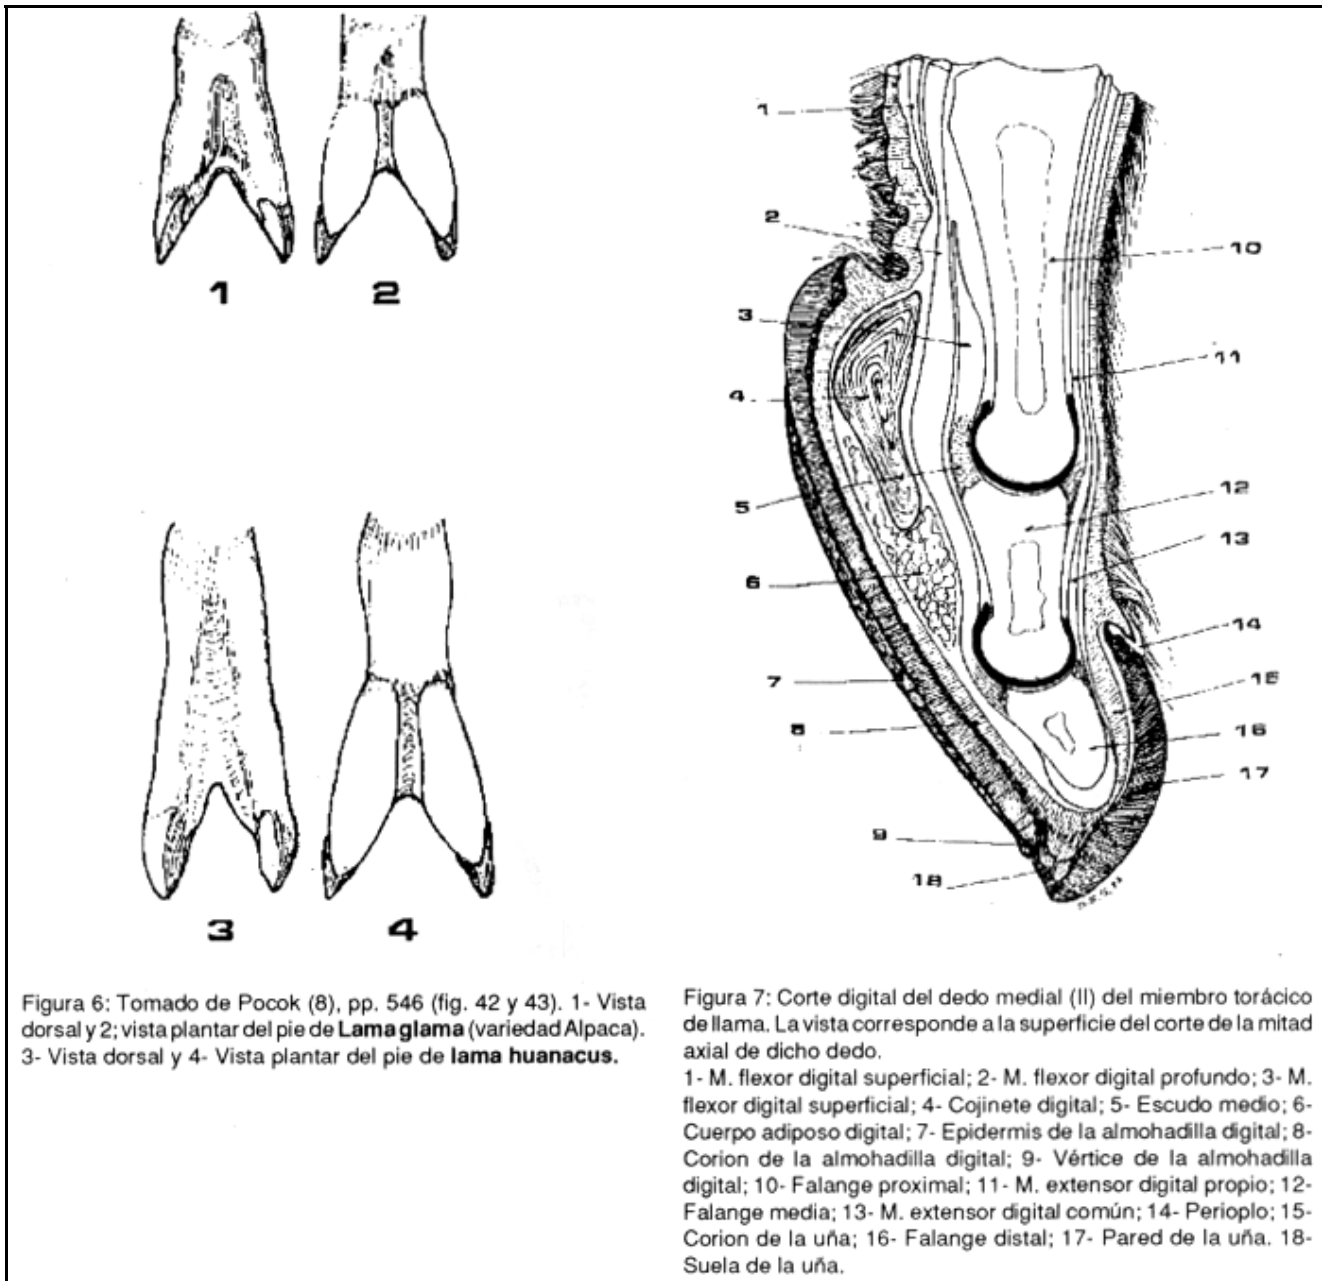 1
2
3
4
Figura 6: Tomado de Pocok (8), pp. 546 (fig. 42 y 43). 1- Vista
dorsal y 2; vista plantar del pie de Lama glama (variedad Alpaca).
3- Vista dorsal y 4- Vista plantar del pie de lama huanacus.
1
2
3
4
5
6
7
8
9
18
10
11
12
13
14
15
16
17
Figura 7: Corte digital del dedo medial (II) del miembro torácico
de llama. La vista corresponde a la superficie del corte de la mitad
axial de dicho dedo.
1- M. flexor digital superficial; 2- M. flexor digital profundo; 3- M.
flexor digital superficial; 4- Cojinete digital; 5- Escudo medio; 6-
Cuerpo adiposo digital; 7- Epidermis de la almohadilla digital; 8-
Corion de la almohadilla digital; 9- Vértice de la almohadilla
digital; 10- Falange proximal; 11- M. extensor digital propio; 12-
Falange media; 13- M. extensor digital común; 14- Perioplo; 15-
Corion de la uña; 16- Falange distal; 17- Pared de la uña. 18-
Suela de la uña.